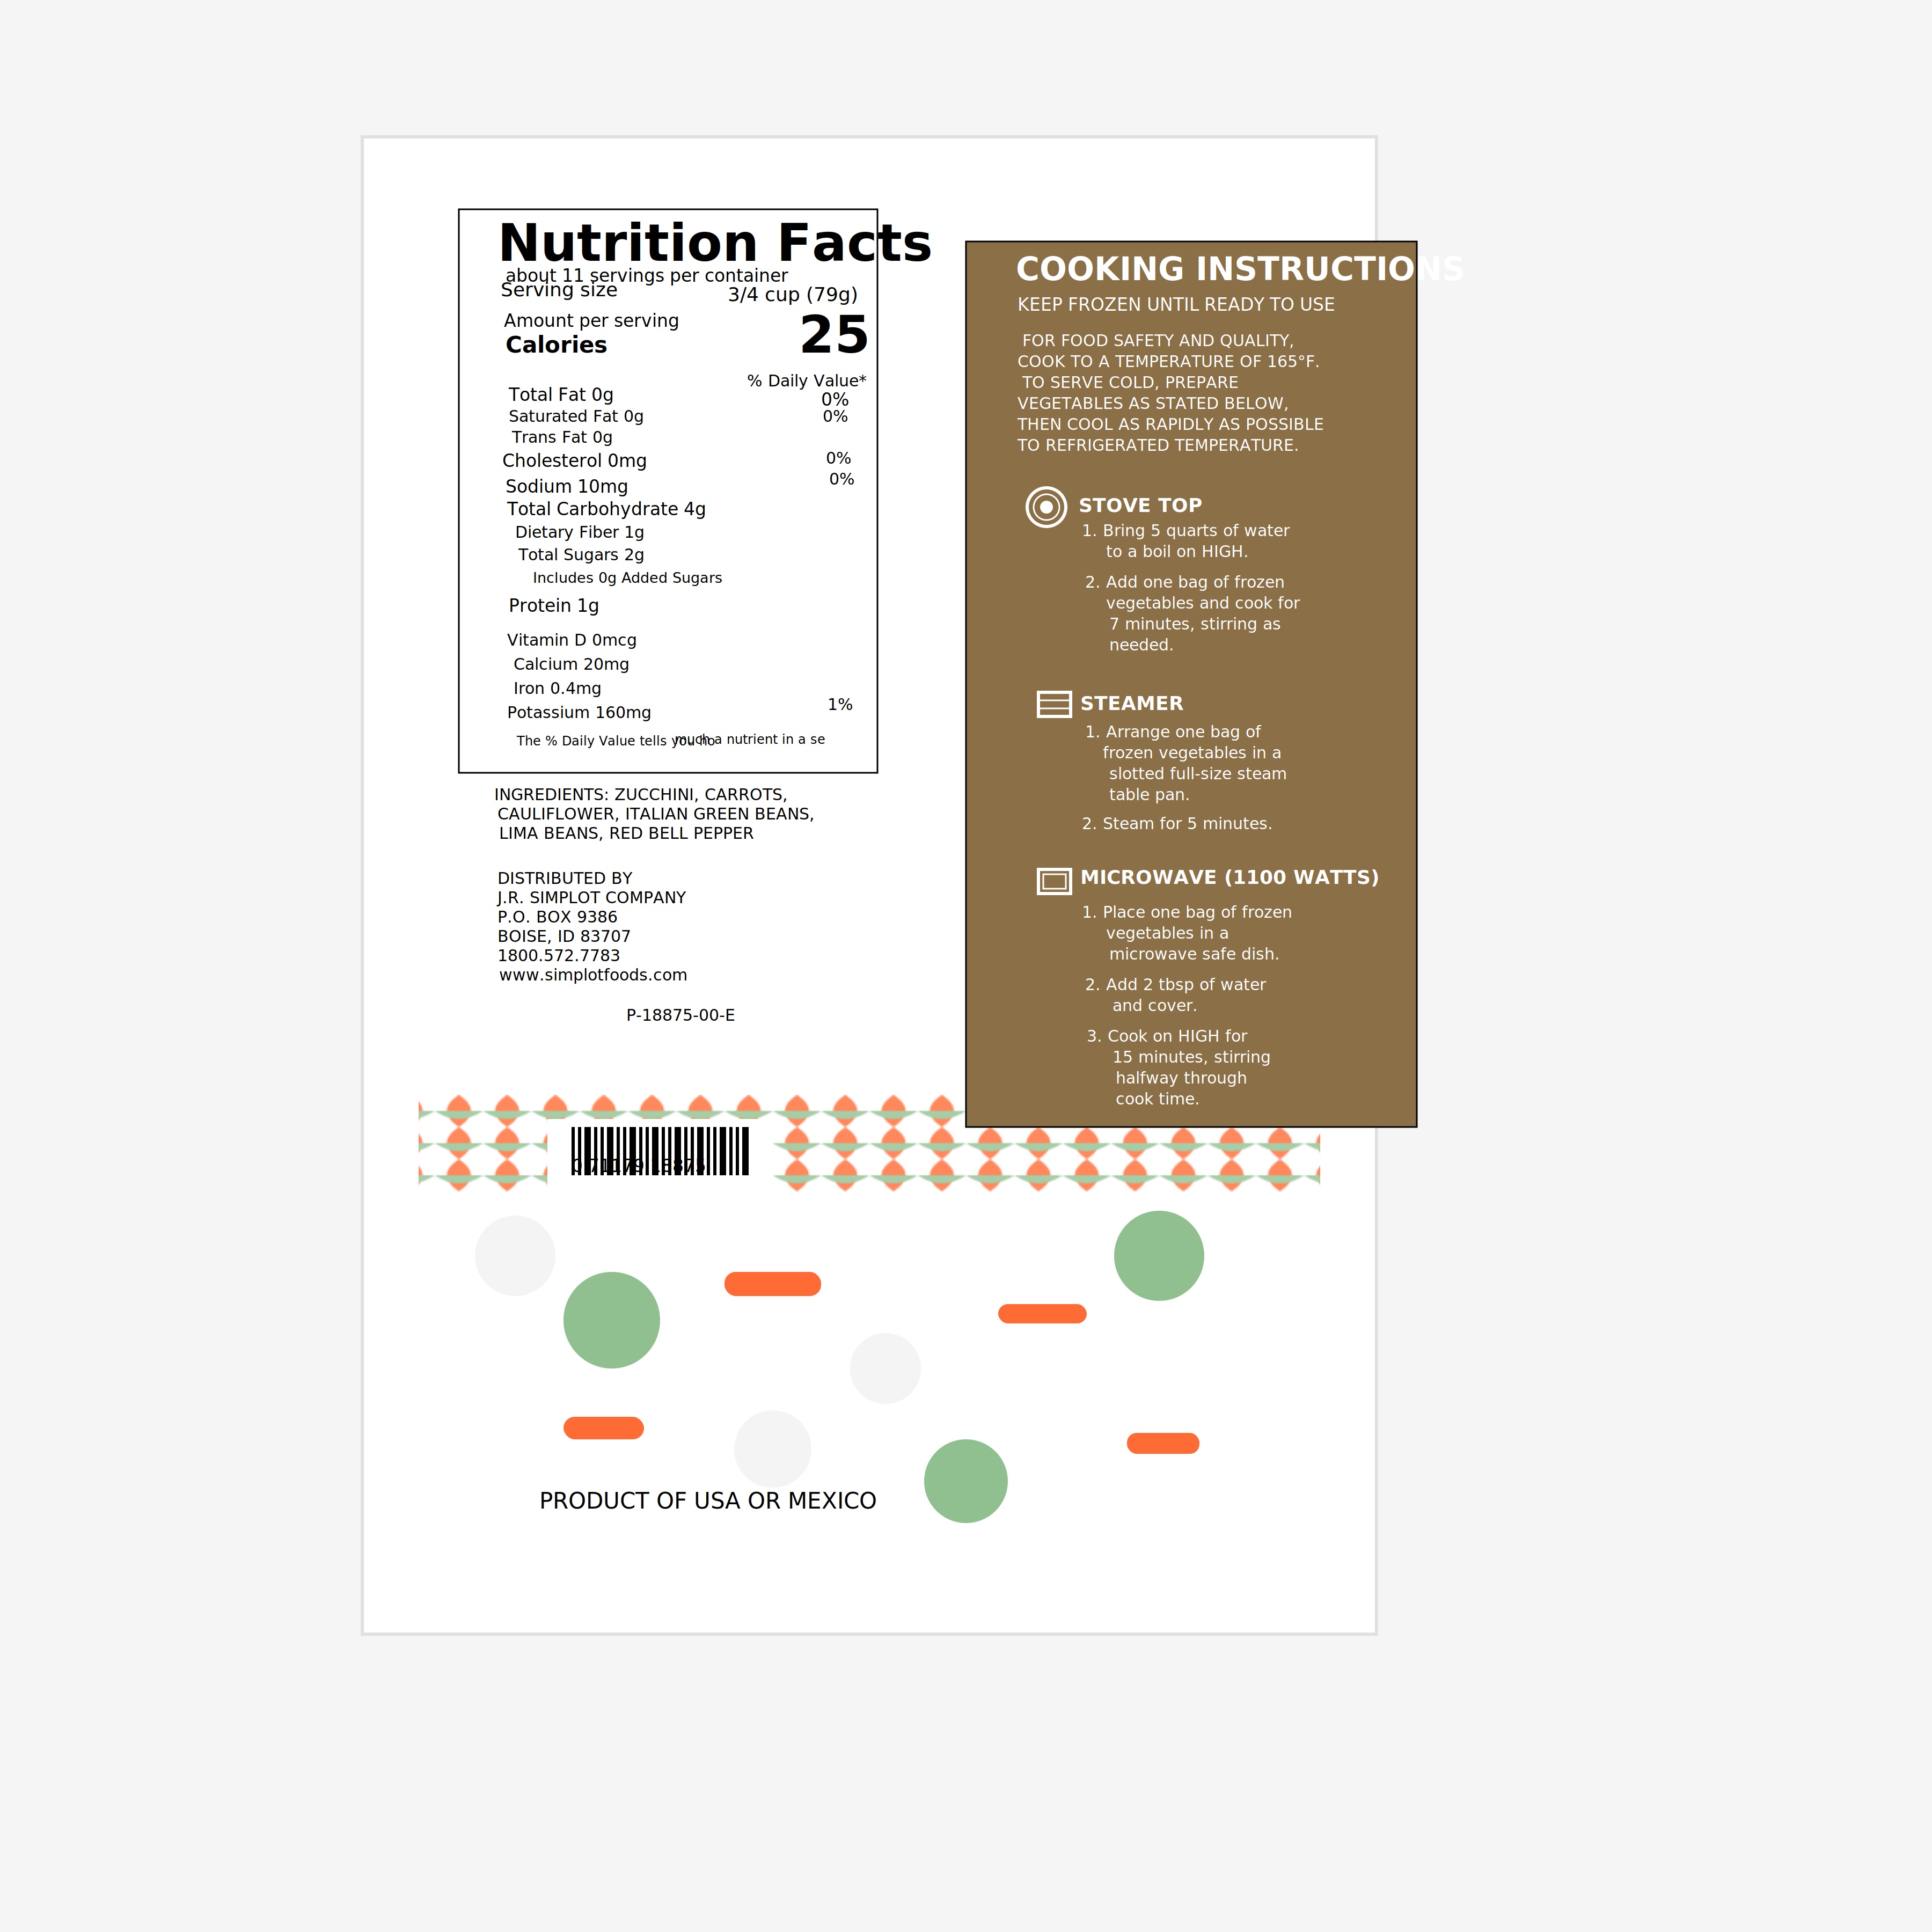 Nutrition Facts
about 11 servings per container
Serving size 3/4 cup (79g)
Amount per serving
Calories 25
% Daily Value*
Total Fat 0g 0%
Saturated Fat 0g 0%
Trans Fat 0g
Cholesterol 0mg 0%
Sodium 10mg 0%
Total Carbohydrate 4g
Dietary Fiber 1g
Total Sugars 2g
Includes 0g Added Sugars
Protein 1g
Vitamin D 0mcg
Calcium 20mg
Iron 0.4mg
1%
Potassium 160mg
The % Daily Value tells you ho much a nutrient in a se
INGREDIENTS: ZUCCHINI, CARROTS,
CAULIFLOWER, ITALIAN GREEN BEANS,
LIMA BEANS, RED BELL PEPPER
DISTRIBUTED BY
J.R. SIMPLOT COMPANY
P.O. BOX 9386
BOISE, ID 83707
1800.572.7783
www.simplotfoods.com
P-18875-00-E
COOKING INSTRUCTIONS
KEEP FROZEN UNTIL READY TO USE
FOR FOOD SAFETY AND QUALITY,
COOK TO A TEMPERATURE OF 165°F.
TO SERVE COLD, PREPARE
VEGETABLES AS STATED BELOW,
THEN COOL AS RAPIDLY AS POSSIBLE
TO REFRIGERATED TEMPERATURE.
STOVE TOP
1. Bring 5 quarts of water
to a boil on HIGH.
2. Add one bag of frozen
vegetables and cook for
7 minutes, stirring as
needed.
STEAMER
1. Arrange one bag of
frozen vegetables in a
slotted full-size steam
table pan.
2. Steam for 5 minutes.
MICROWAVE (1100 WATTS)
1. Place one bag of frozen
vegetables in a
microwave safe dish.
2. Add 2 tbsp of water
and cover.
3. Cook on HIGH for
15 minutes, stirring
halfway through
cook time.
PRODUCT OF USA OR MEXICO